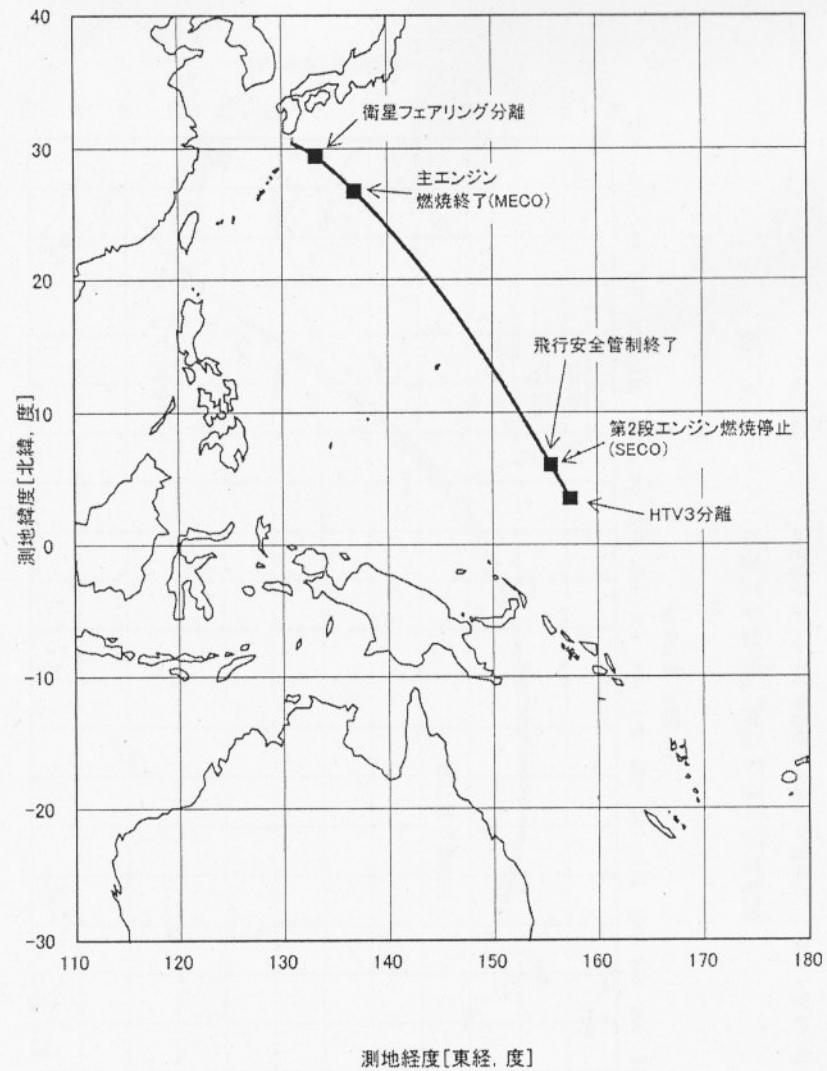 40
衛星フェアリング分離
30
主エンジン
燃焼終了(MECO)
20
飛行安全管制終了
10
第2段エンジン燃焼停止
(SECO)
HTV3分離
測地緯度[北緯, 度]
0
-10
-20
-30
110 120 130 140 150 160 170 180
測地経度[東経, 度]